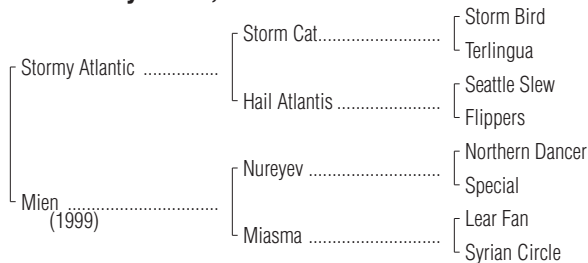 Storm Bird
Storm Cat
Terlingua
Stormy Atlantic
Seattle Slew
Hail Atlantis
Flippers
Northern Dancer
Nureyev
Special
Mien
(1999)
Lear Fan
Miasma
Syrian Circle